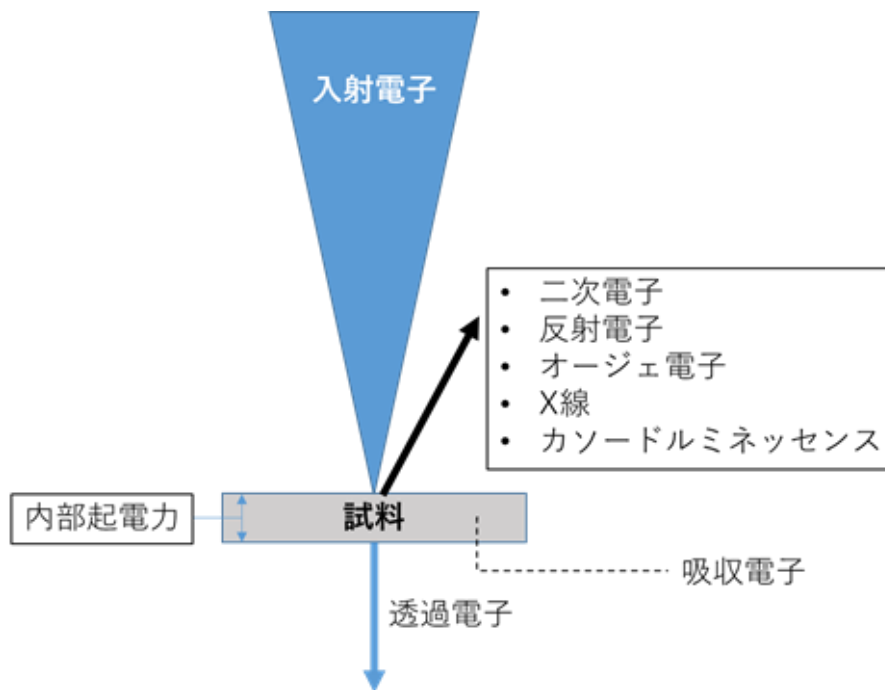 入射電子
• 二次電子
• 反射電子
• オージェ電子
• X線
• カソードルミネッセンス
内部起電力
試料
吸収電子
透過電子